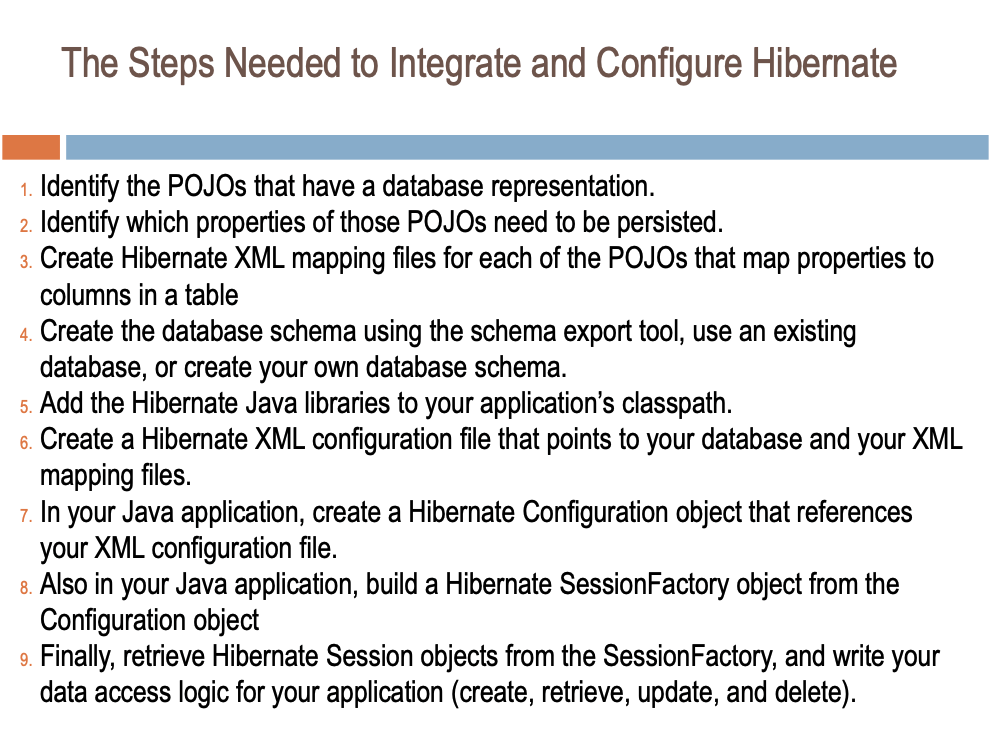 The Steps Needed to Integrate and Configure Hibernate
1. Identify the POJOs that have a database representation.
2. Identify which properties of those POJOs need to be persisted.
3. Create Hibernate XML mapping files for each of the POJOs that map properties to
columns in a table
4. Create the database schema using the schema export tool, use an existing
database, or create your own database schema.
5. Add the Hibernate Java libraries to your application’s classpath.
6. Create a Hibernate XML configuration file that points to your database and your XML
mapping files.
7. In your Java application, create a Hibernate Configuration object that references
your XML configuration file.
8. Also in your Java application, build a Hibernate SessionFactory object from the
Configuration object
9. Finally, retrieve Hibernate Session objects from the SessionFactory, and write your
data access logic for your application (create, retrieve, update, and delete).